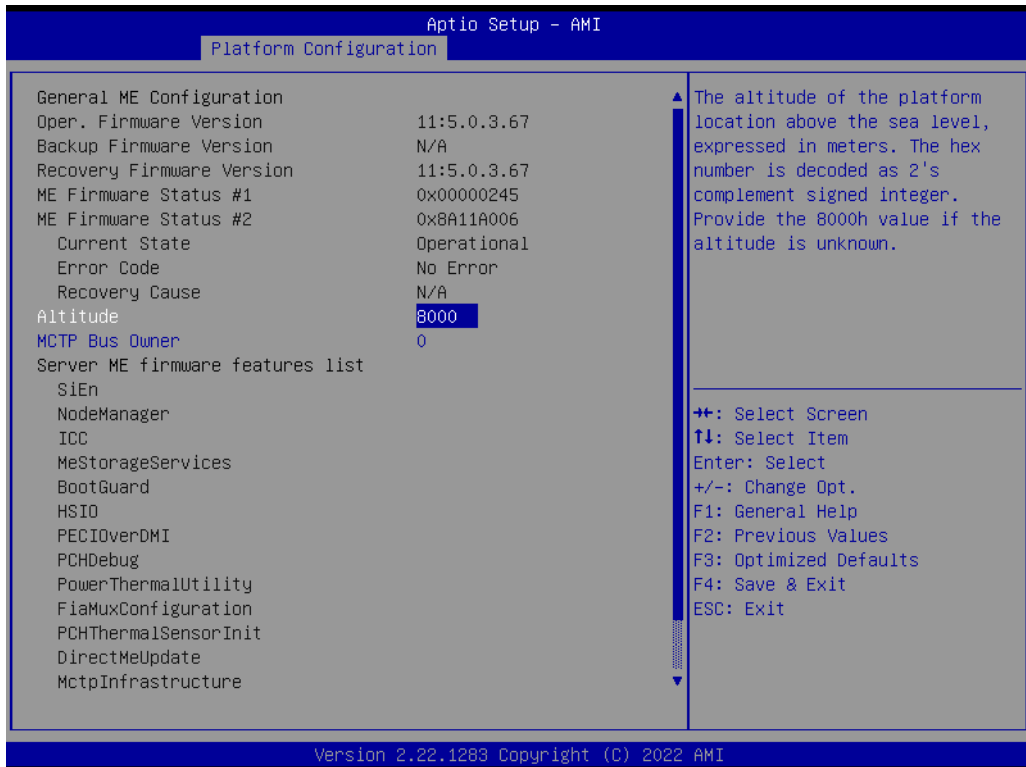 Aptio Setup – AMI
Platform Configuration
General ME Configuration
Oper. Firmware Version 11:5.0.3.67
Backup Firmware Version N/A
Recovery Firmware Version 11:5.0.3.67
ME Firmware Status #1 0x00000245
ME Firmware Status #2 0x8A11A006
Current State Operational
Error Code No Error
Recovery Cause N/A
Altitude 8000
MCTP Bus Owner 0
Server ME firmware features list
SiEn
NodeManager
ICC
MeStorageServices
BootGuard
HSIO
PECIOverDMI
PCHDebug
PowerThermalUtility
FiaMuxConfiguration
PCHThermalSensorInit
DirectMeUpdate
MctpInfrastructure
The altitude of the platform
location above the sea level,
expressed in meters. The hex
number is decoded as 2's
complement signed integer.
Provide the 8000h value if the
altitude is unknown.
→←: Select Screen
↑↓: Select Item
Enter: Select
+/-: Change Opt.
F1: General Help
F2: Previous Values
F3: Optimized Defaults
F4: Save & Exit
ESC: Exit
Version 2.22.1283 Copyright (C) 2022 AMI